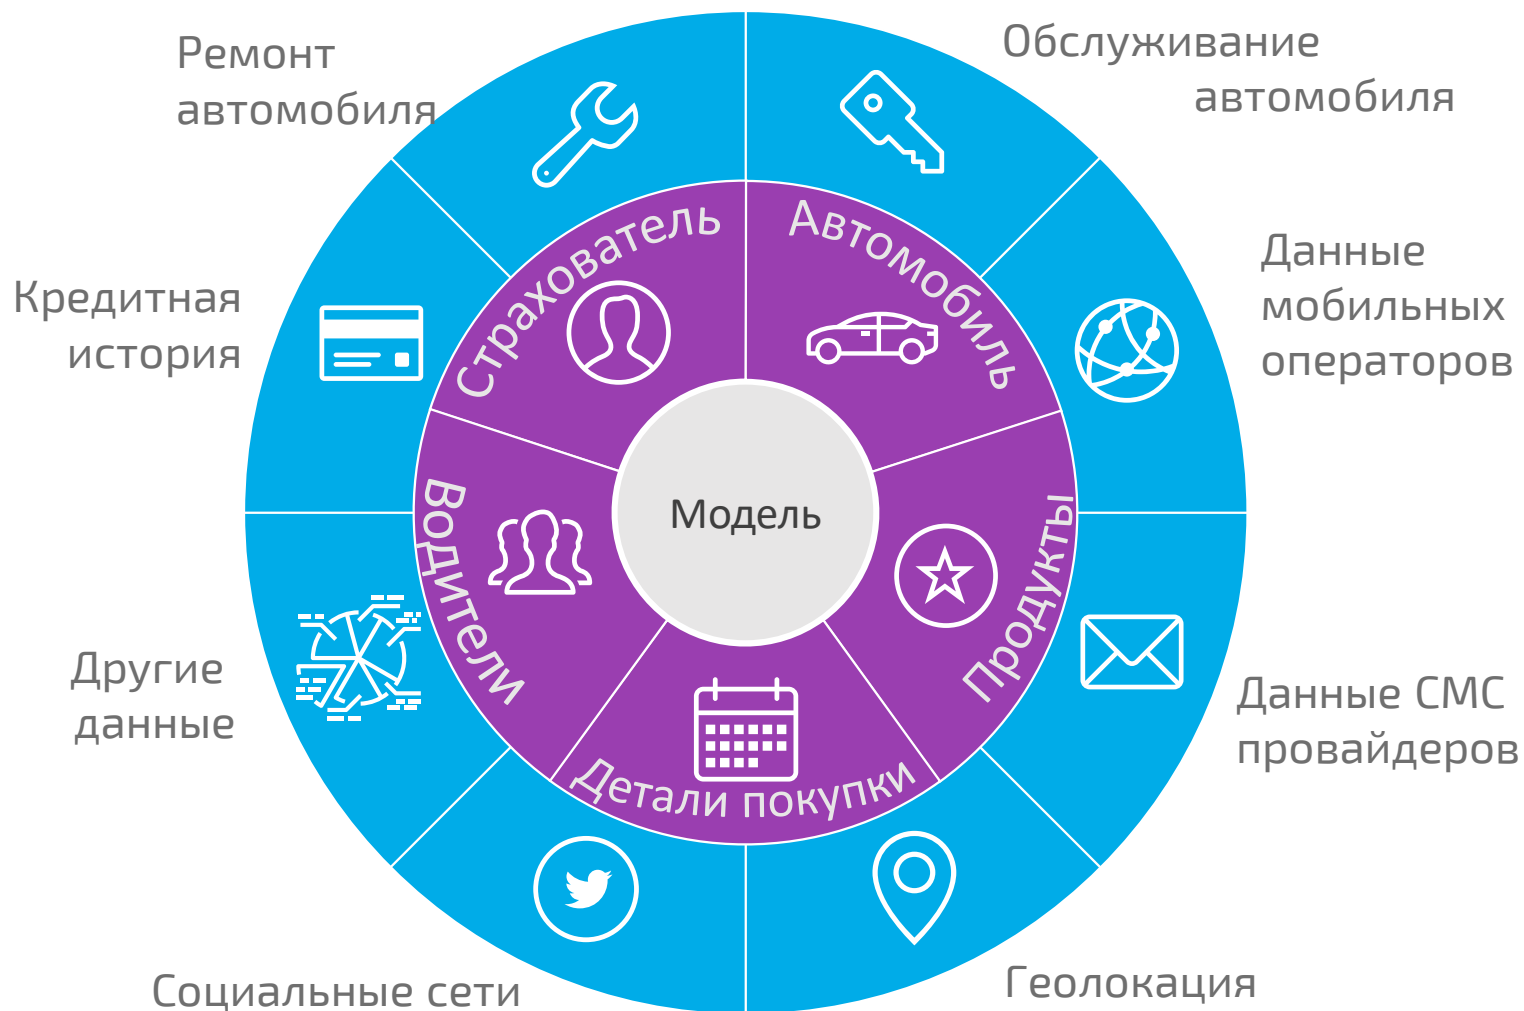 Ремонт
автомобиля
Обслуживание
автомобиля
Кредитная
история
Данные
мобильных
операторов
Страхователь
Автомобиль
Водители
Модель
Продукты
Детали покупки
Другие
данные
Данные СМС
провайдеров
Социальные сети
Геолокация